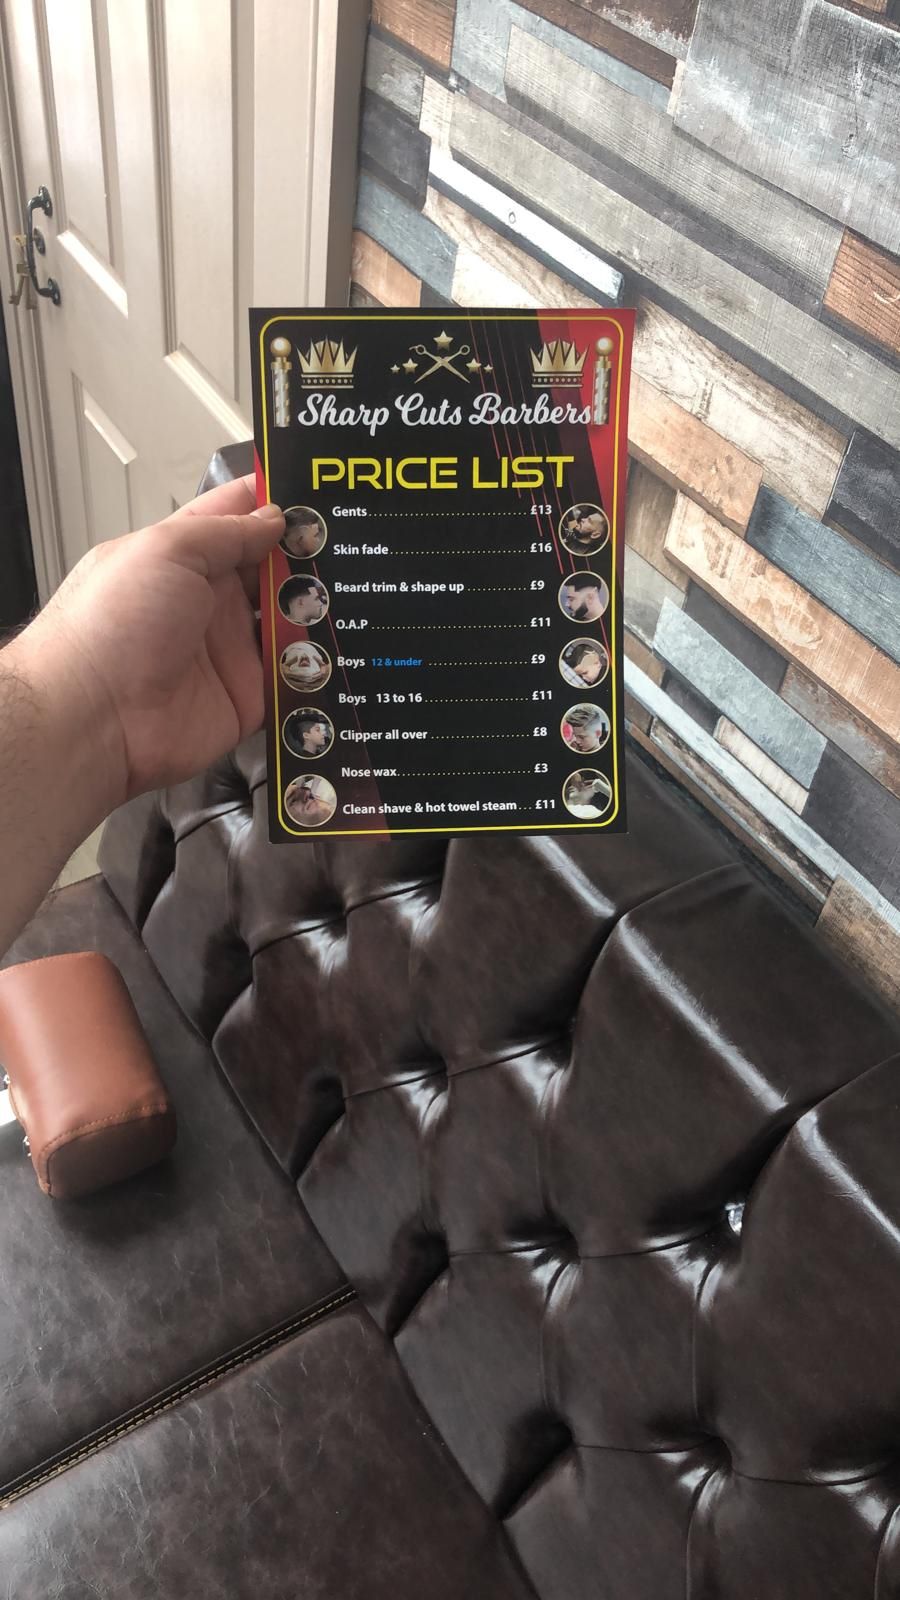 Sharp Cuts Barbers
PRICE LIST
Gents............................... £13
Skin fade........................... £16
Beard trim & shape up ............ £9
O.A.P ................................... £11
Boys 12 & under .................... £9
Boys 13 to 16..................... £11
Clipper all over .................... £8
Nose wax........................... £3
Clean shave & hot towel steam... £11